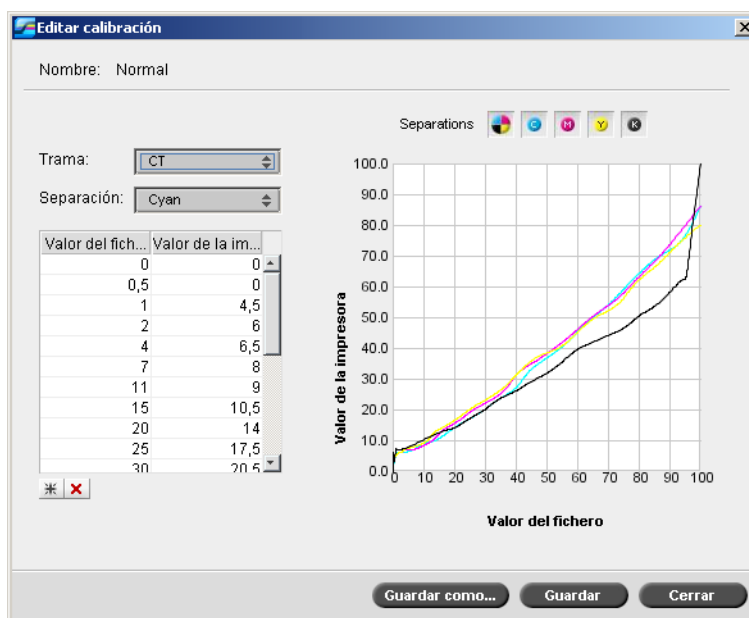 Editar calibración
Nombre: Normal
Separations C M Y K
Trama: CT
Separación: Cyan
Valor del fich... Valor de la im...
0 0
0,5 0
1 4,5
2 6
4 6,5
7 8
11 9
15 10,5
20 14
25 17,5
30 20,5
100.0
90.0
80.0
70.0
60.0
50.0
40.0
30.0
20.0
10.0
0.0
Valor de la impresora
0 10 20 30 40 50 60 70 80 90 100
Valor del fichero
Guardar como... Guardar Cerrar